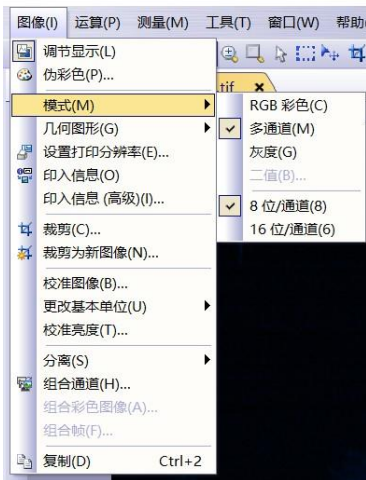 图像(I) 运算(P) 测量(M) 工具(T) 窗口(W) 帮助
调节显示(L)
伪彩色(P)...
tif
模式(M)
RGB 彩色(C)
几何图形(G)
多通道(M)
设置打印分辨率(E)...
灰度(G)
印入信息(O)
二值(B)...
印入信息 (高级)(I)...
8 位/通道(8)
裁剪(C)...
16 位/通道(6)
裁剪为新图像(N)...
校准图像(B)...
更改基本单位(U)
校准亮度(T)...
分离(S)
组合通道(H)...
组合彩色图像(A)...
组合帧(F)...
复制(D) Ctrl+2